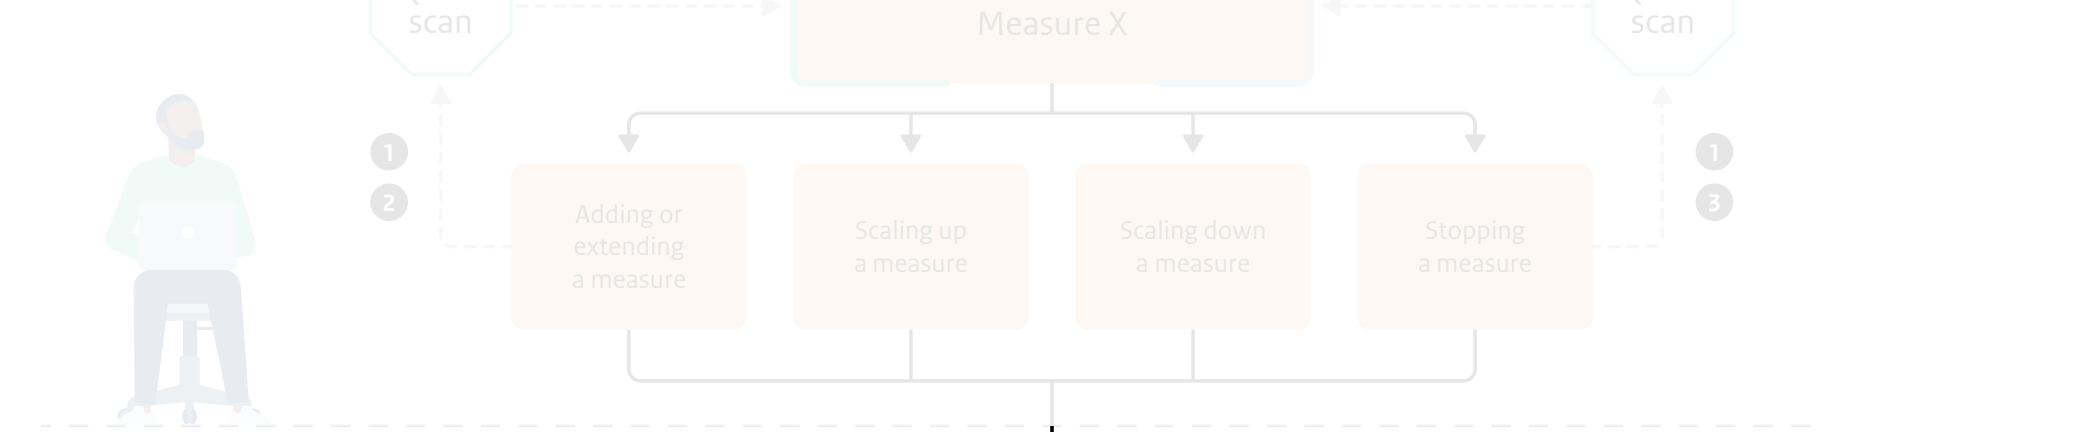 scan
Measure X
scan
1
2
1
3
Adding or
extending
a measure
Scaling up
a measure
Scaling down
a measure
Stopping
a measure